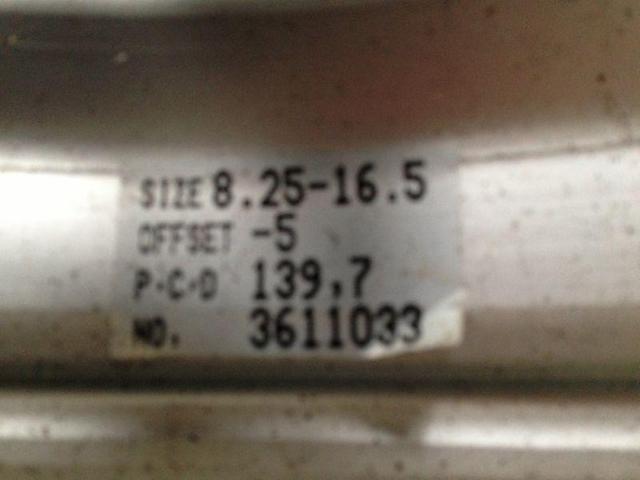 SIZE 8.25-16.5
OFFSET -5
P.C.D 139.7
NO. 3611033